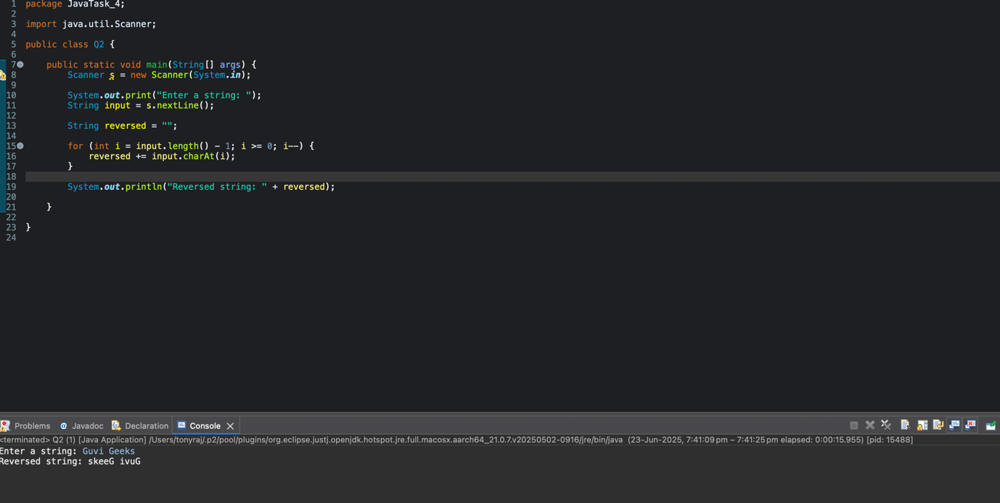 1 package JavaTask_4;
2
3 import java.util.Scanner;
4
5 public class Q2 {
6
7 public static void main(String[] args) {
8 Scanner s = new Scanner(System.in);
9
10 System.out.print("Enter a string: ");
11 String input = s.nextLine();
12
13 String reversed = "";
14
15 for (int i = input.length() - 1; i >= 0; i--) {
16 reversed += input.charAt(i);
17 }
18
19 System.out.println("Reversed string: " + reversed);
20
21 }
22
23 }
24
Problems @ Javadoc Declaration Console
<terminated> Q2 (1) [Java Application] /Users/tonyraj/.p2/pool/plugins/org.eclipse.justj.openjdk.hotspot.jre.full.macosx.aarch64_21.0.7.v20250502-0916/jre/bin/java (23-Jun-2025, 7:41:09 pm – 7:41:25 pm elapsed: 0:00:15.955) [pid: 15488]
Enter a string: Guvi Geeks
Reversed string: skeeG ivuG